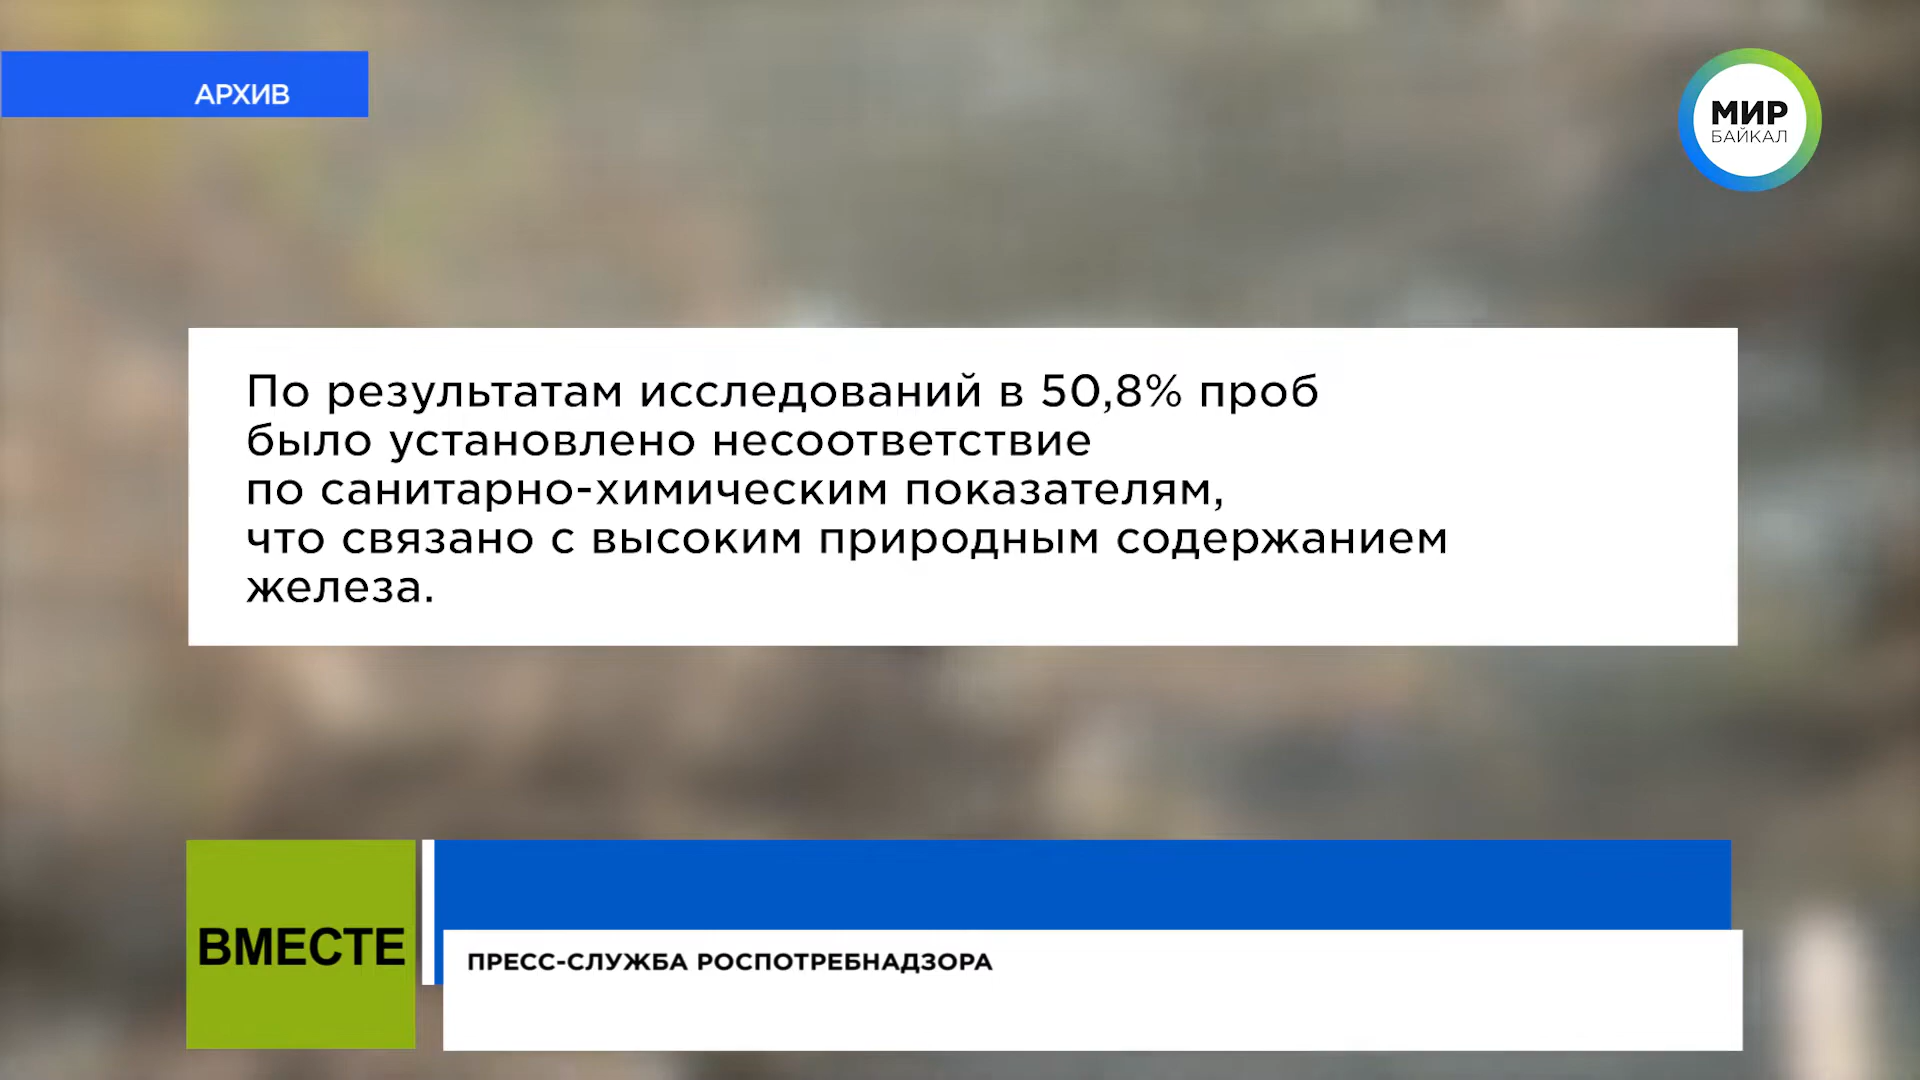 АРХИВ
МИР
БАЙКАЛ
По результатам исследований в 50,8% проб
было установлено несоответствие
по санитарно-химическим показателям,
что связано с высоким природным содержанием
железа.
ВМЕСТЕ
ПРЕСС-СЛУЖБА РОСПОТРЕБНАДЗОРА